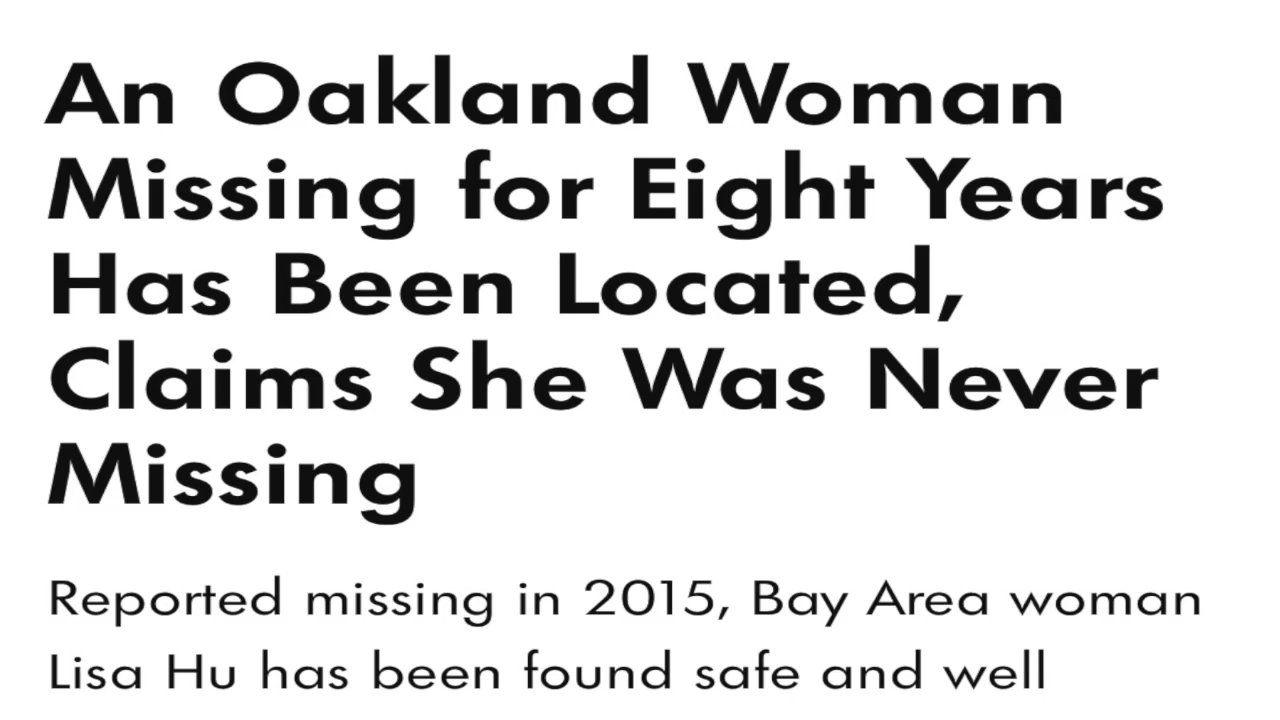 An Oakland Woman
Missing for Eight Years
Has Been Located,
Claims She Was Never
Missing
Reported missing in 2015, Bay Area woman
Lisa Hu has been found safe and well